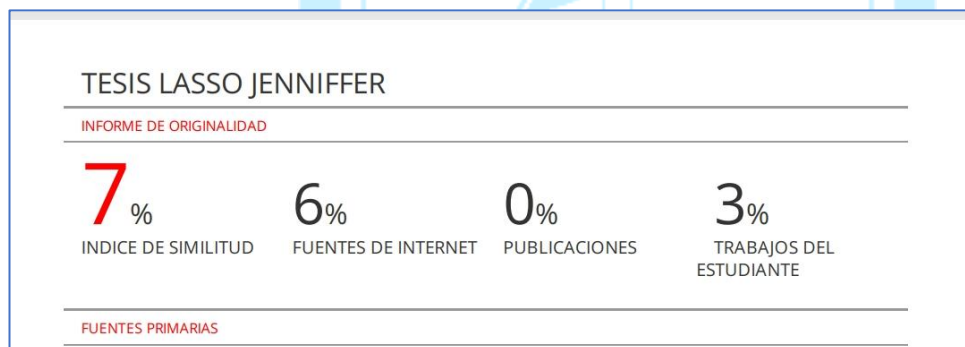 TESIS LASSO JENNIFFER
INFORME DE ORIGINALIDAD
7% 6% 0% 3%
INDICE DE SIMILITUD FUENTES DE INTERNET PUBLICACIONES TRABAJOS DEL
ESTUDIANTE
FUENTES PRIMARIAS